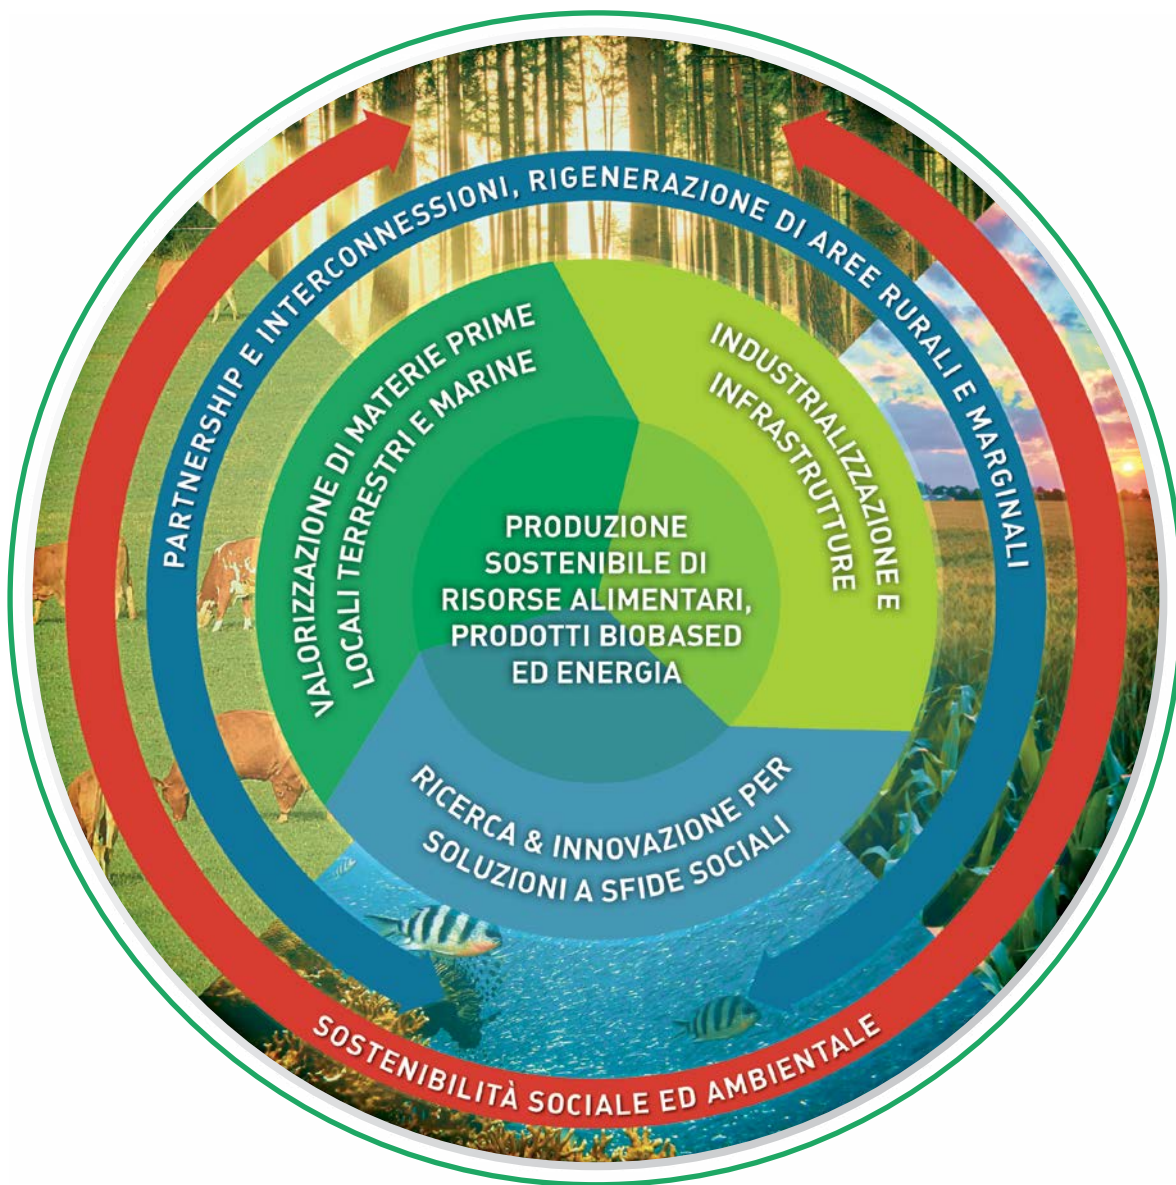 PARTNERSHIP E INTERCONNESSIONI, RIGENERAZIONE DI AREE RURALI E MARGINALI
VALORIZZAZIONE DI MATERIE PRIME
LOCALI TERRESTRI E MARINE
INDUSTRIALIZZAZIONE E
INFRASTRUTTURE
PRODUZIONE
SOSTENIBILE DI
RISORSE ALIMENTARI,
PRODOTTI BIOBASED
ED ENERGIA
RICERCA & INNOVAZIONE PER
SOLUZIONI A SFIDE SOCIALI
SOSTENIBILITÀ SOCIALE ED AMBIENTALE